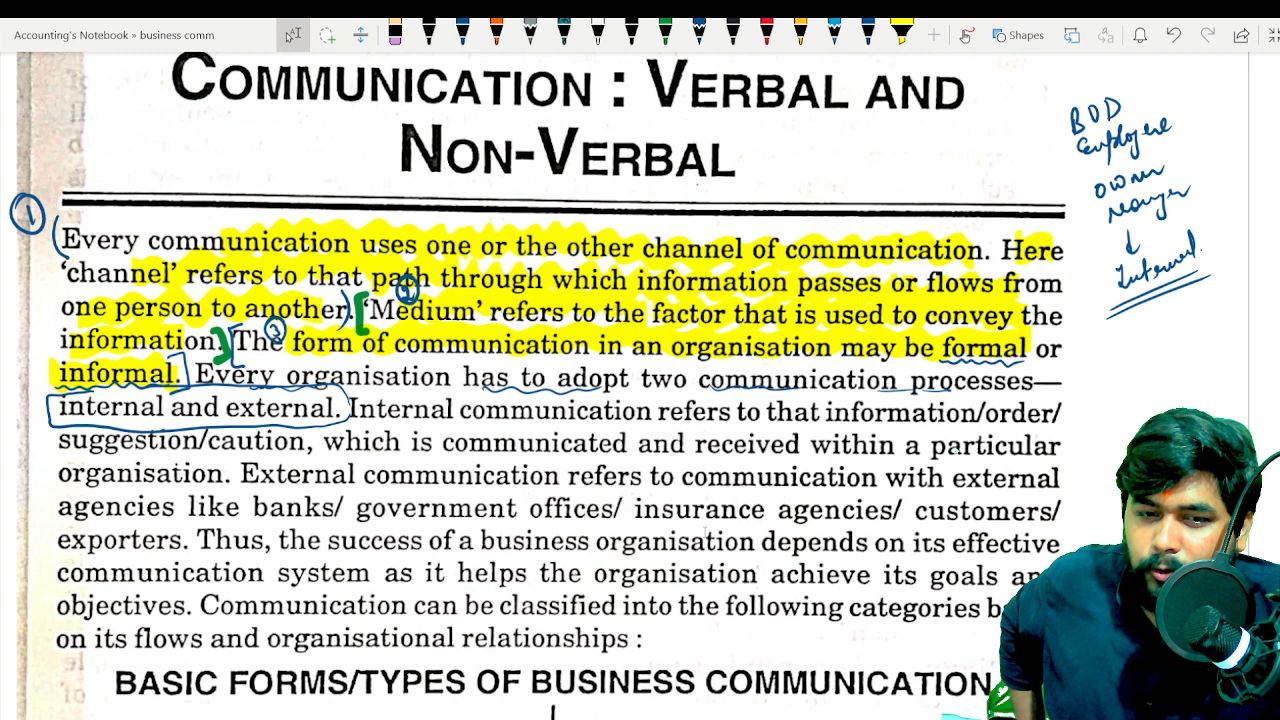 Accounting's Notebook » business comm
Shapes
COMMUNICATION : VERBAL AND
NON-VERBAL
BOD
Employee
owner
manager
↓
Internal.
①
Every communication uses one or the other channel of communication. Here
‘channel’ refers to that path through which information passes or flows from
②
one person to another. ‘Medium’ refers to the factor that is used to convey the
③
information. The form of communication in an organisation may be formal or
informal. Every organisation has to adopt two communication processes—
internal and external. Internal communication refers to that information/order/
suggestion/caution, which is communicated and received within a particular
organisation. External communication refers to communication with external
agencies like banks/ government offices/ insurance agencies/ customers/
exporters. Thus, the success of a business organisation depends on its effective
communication system as it helps the organisation achieve its goals
objectives. Communication can be classified into the following categories
on its flows and organisational relationships :
BASIC FORMS/TYPES OF BUSINESS COMMUNICATION